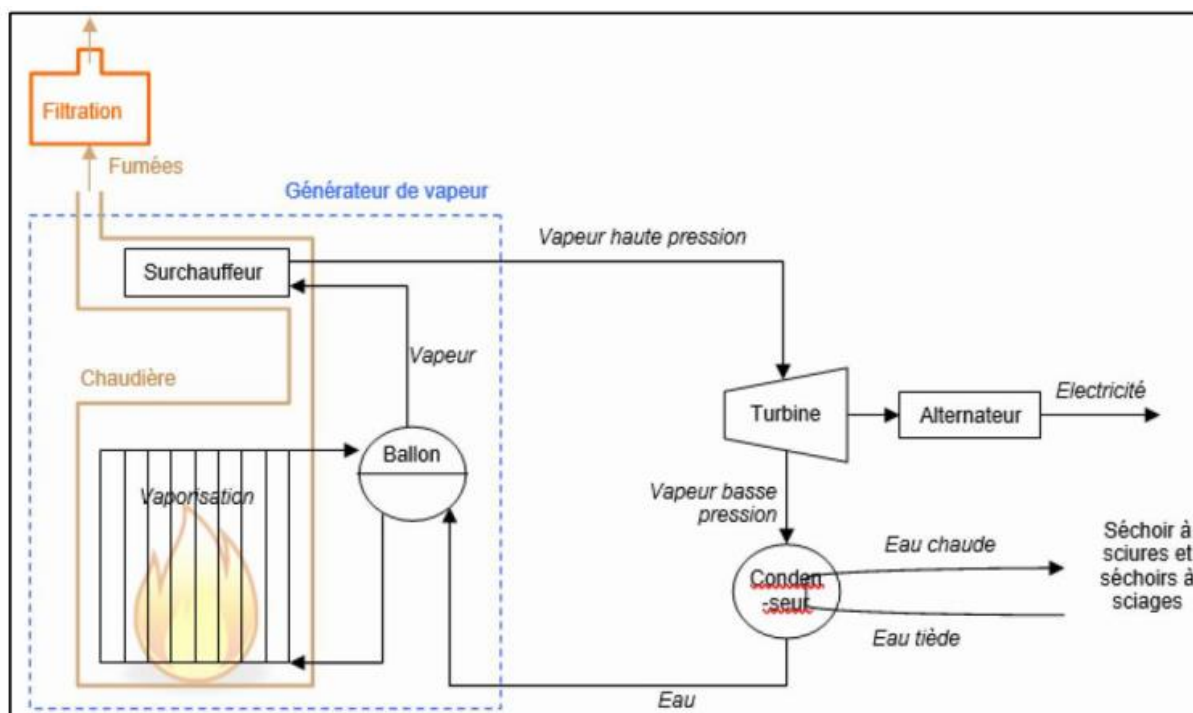 Filtration
Fumées
Générateur de vapeur
Vapeur haute pression
Surchauffeur
Vapeur
Chaudière
Turbine
Alternateur
Electricité
Ballon
Vaporisation
Vapeur basse
pression
Séchoir à
sciures et
séchoirs à
sciages
Eau chaude
Conden
-seur
Eau tiède
Eau